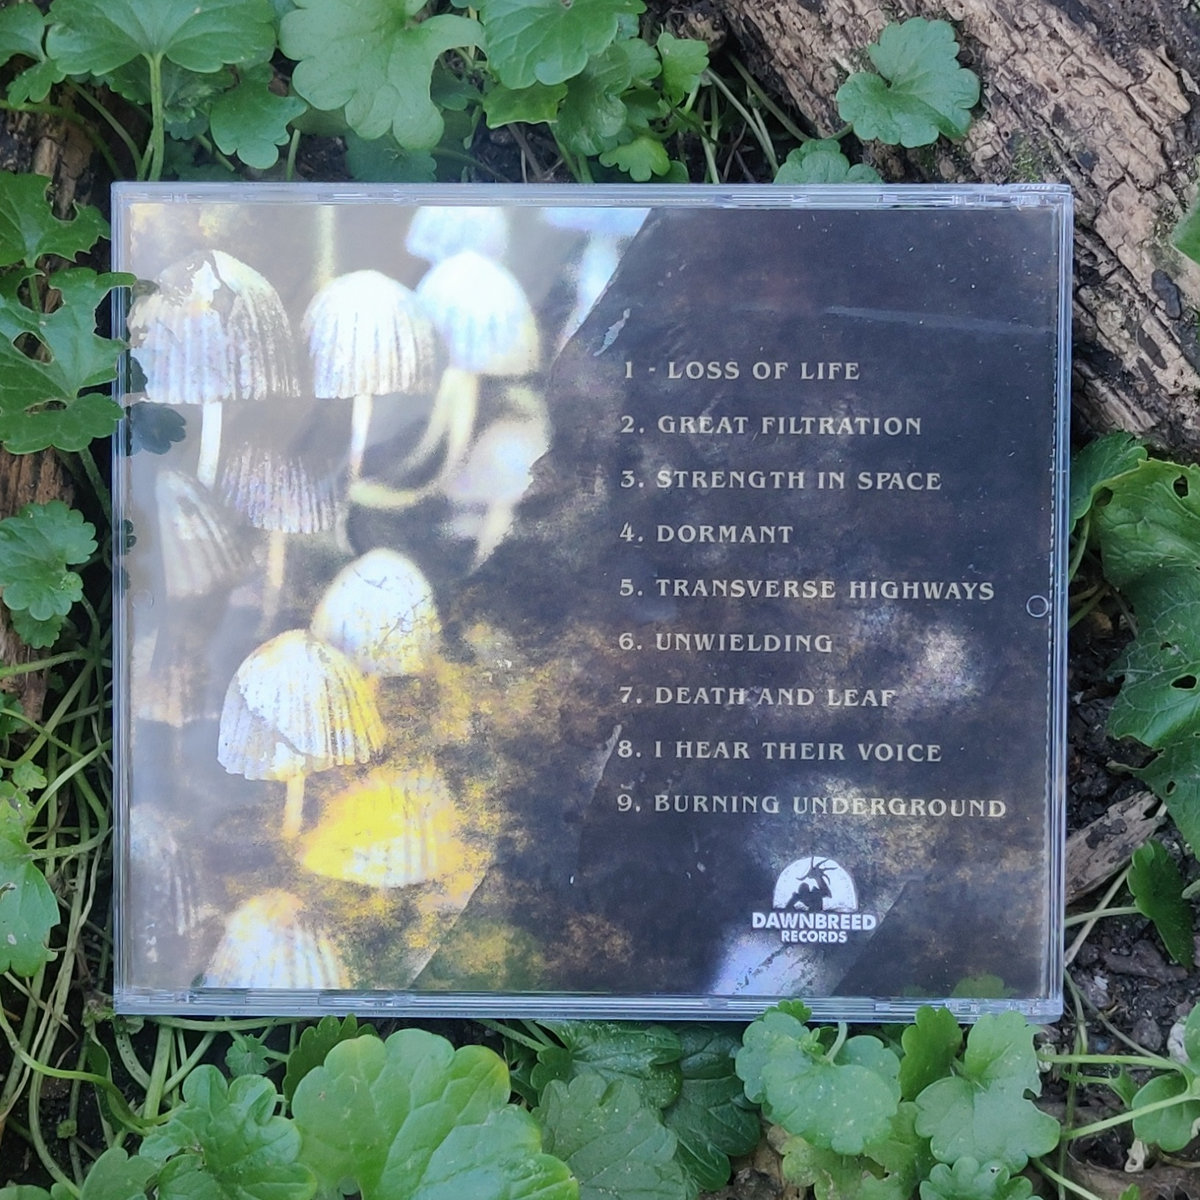 1 - LOSS OF LIFE
2. GREAT FILTRATION
3. STRENGTH IN SPACE
4. DORMANT
5. TRANSVERSE HIGHWAYS
6. UNWIELDING
7. DEATH AND LEAF
8. I HEAR THEIR VOICE
9. BURNING UNDERGROUND
DAWNBREED
RECORDS